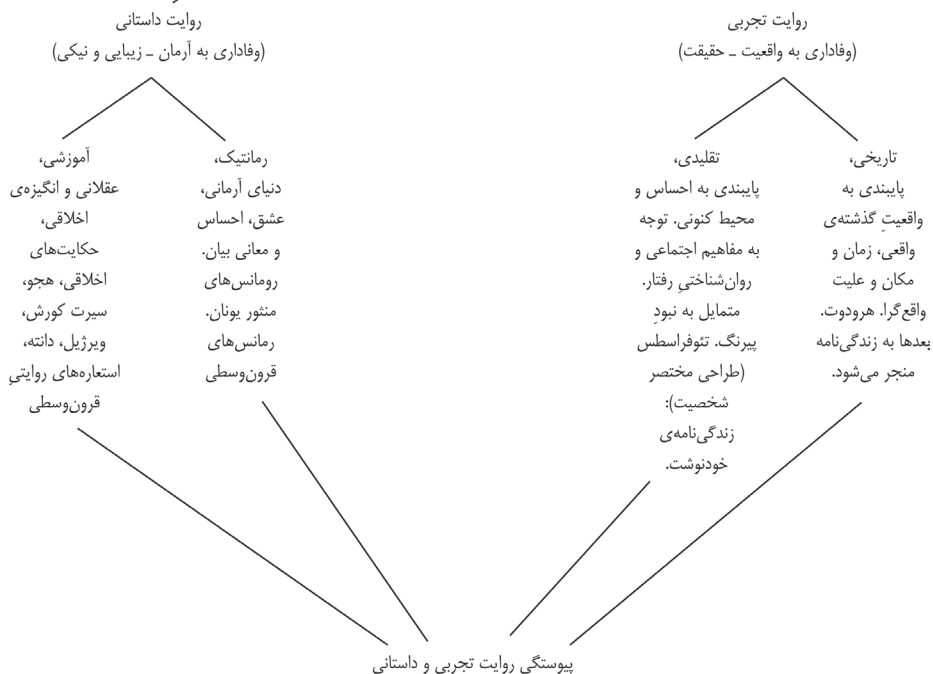 روایت تجربی
(وفاداری به واقعیت ـ حقیقت)
تاریخی،
پایبندی به
واقعیتِ گذشته‌ی
واقعی، زمان و
مکان و علیت
واقع‌گرا. هرودوت.
بعدها به زندگی‌نامه
منجر می‌شود.
تقلیدی،
پایبندی به احساس و
محیط کنونی. توجه
به مفاهیم اجتماعی و
روان‌شناختیِ رفتار.
متمایل به نبودِ
پیرنگ. تئوفراسطس
(طراحی مختصر
شخصیت):
زندگی‌نامه‌ی
خودنوشت.
روایت داستانی
(وفاداری به آرمان ـ زیبایی و نیکی)
رمانتیک،
دنیای آرمانی،
عشق، احساس
و معانی بیان.
رومانس‌های
منثور یونان.
رمانس‌های
قرون‌وسطی
آموزشی،
عقلانی و انگیزه‌ی
اخلاقی،
حکایت‌های
اخلاقی، هجو،
سیرت کورش،
ویرژیل، دانته،
استعاره‌های روایتیِ
قرون‌وسطی
پیوستگی روایت تجربی و داستانی